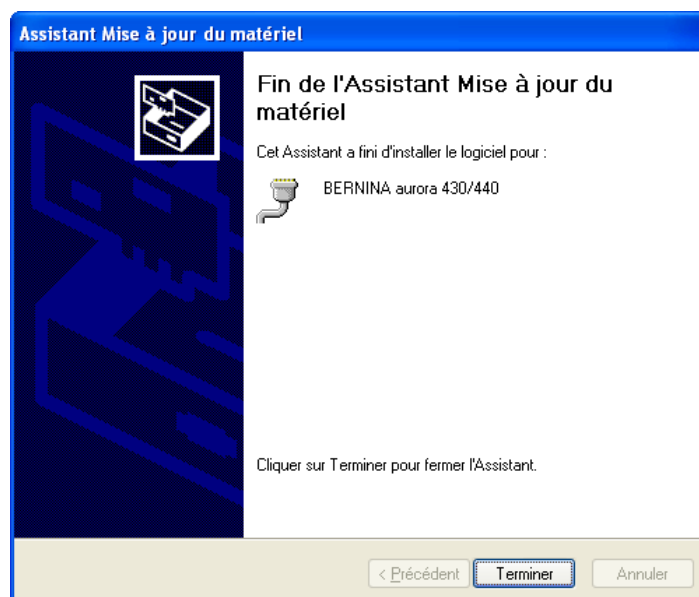 Assistant Mise à jour du matériel
Fin de l'Assistant Mise à jour du
matériel
Cet Assistant a fini d'installer le logiciel pour :
BERNINA aurora 430/440
Cliquer sur Terminer pour fermer l'Assistant.
< Précédent
Terminer
Annuler